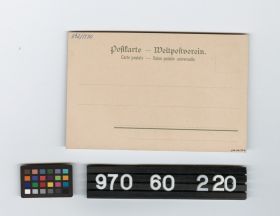 Postkarte — Weltpostverein.
Carte postale — Union postale universelle
970 60 220